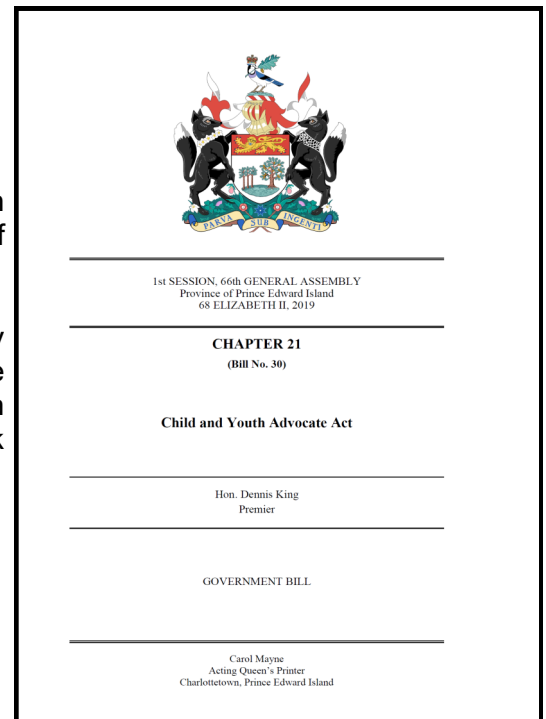 PARVA SUB INGENTI
1st SESSION, 66th GENERAL ASSEMBLY
Province of Prince Edward Island
68 ELIZABETH II, 2019
CHAPTER 21
(Bill No. 30)
Child and Youth Advocate Act
Hon. Dennis King
Premier
GOVERNMENT BILL
Carol Mayne
Acting Queen's Printer
Charlottetown, Prince Edward Island